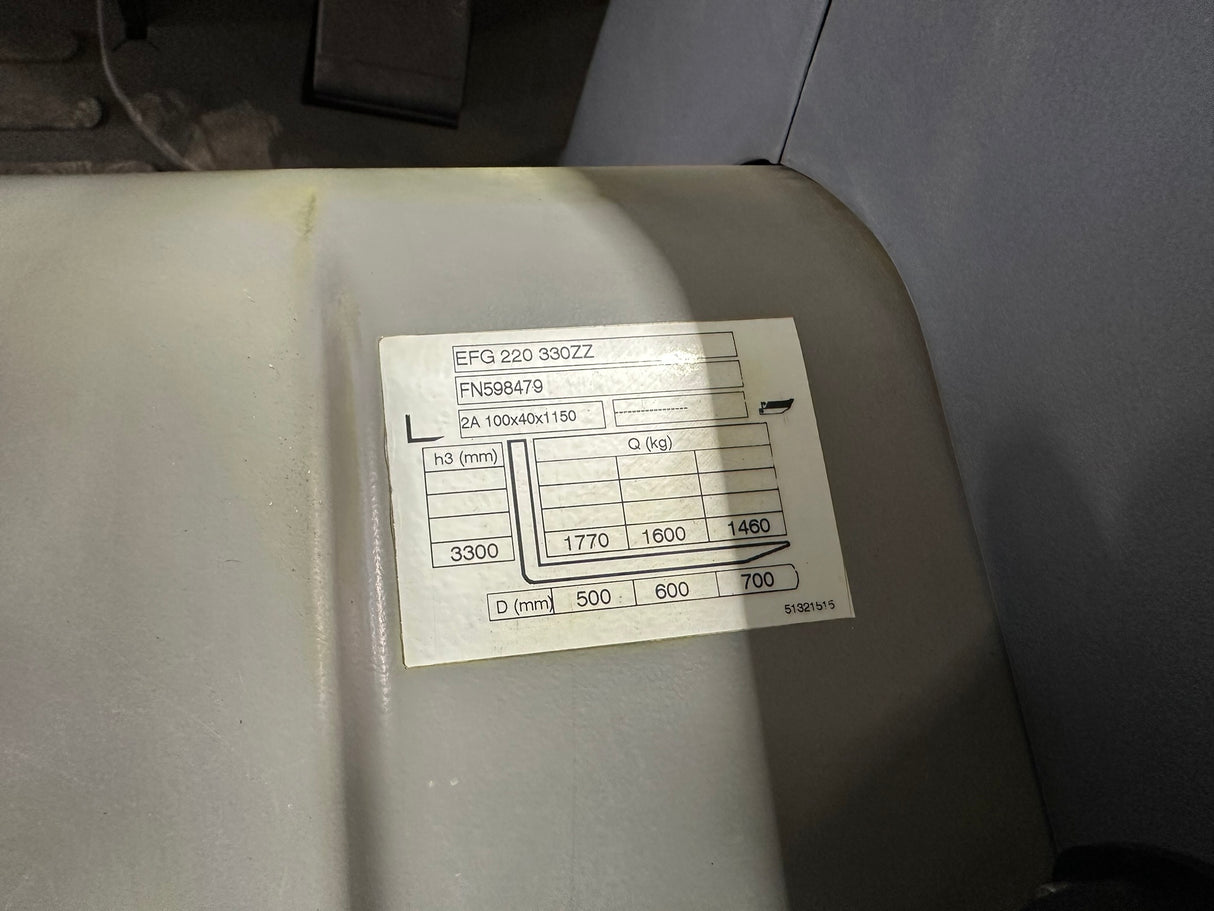 EFG 220 330ZZ
FN598479
2A 100x40x1150 ----------------
h3 (mm) Q (kg)
3300 1770 1600 1460
D (mm) 500 600 700
51321515